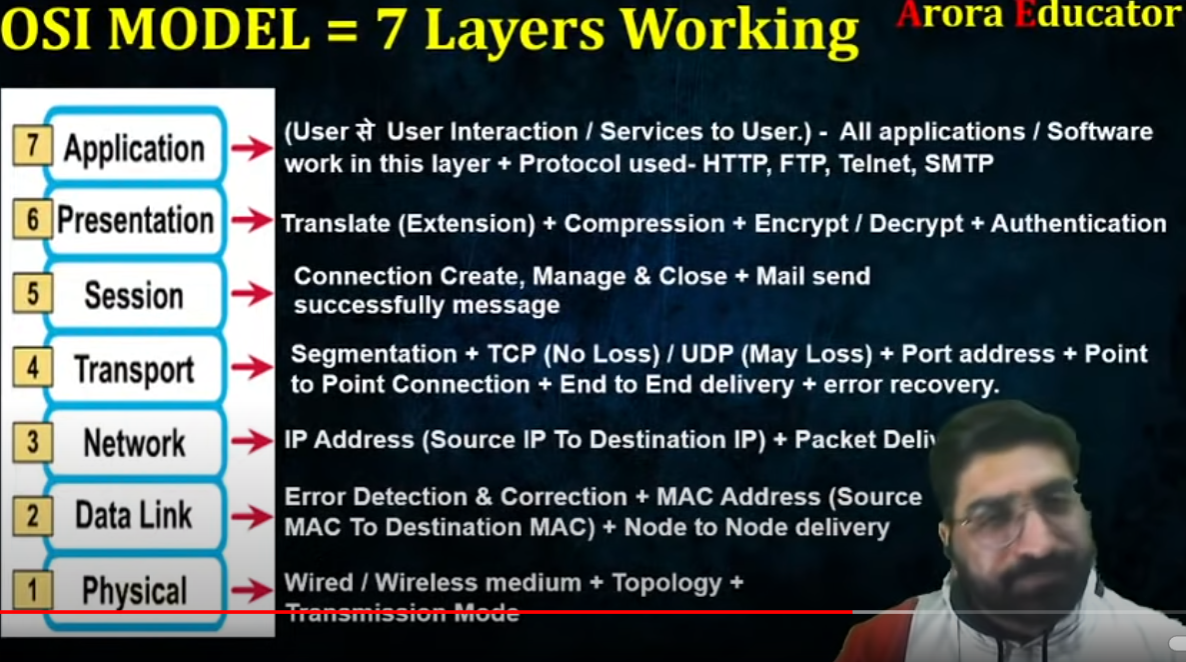 OSI MODEL = 7 Layers Working
Arora Educator
7 Application
(User से User Interaction / Services to User.) - All applications / Software
work in this layer + Protocol used- HTTP, FTP, Telnet, SMTP
6 Presentation
Translate (Extension) + Compression + Encrypt / Decrypt + Authentication
5 Session
Connection Create, Manage & Close + Mail send
successfully message
4 Transport
Segmentation + TCP (No Loss) / UDP (May Loss) + Port address + Point
to Point Connection + End to End delivery + error recovery.
3 Network
IP Address (Source IP To Destination IP) + Packet
2 Data Link
Error Detection & Correction + MAC Address (Source
MAC To Destination MAC) + Node to Node delivery
1 Physical
Wired / Wireless medium + Topology +
Transmission Mode